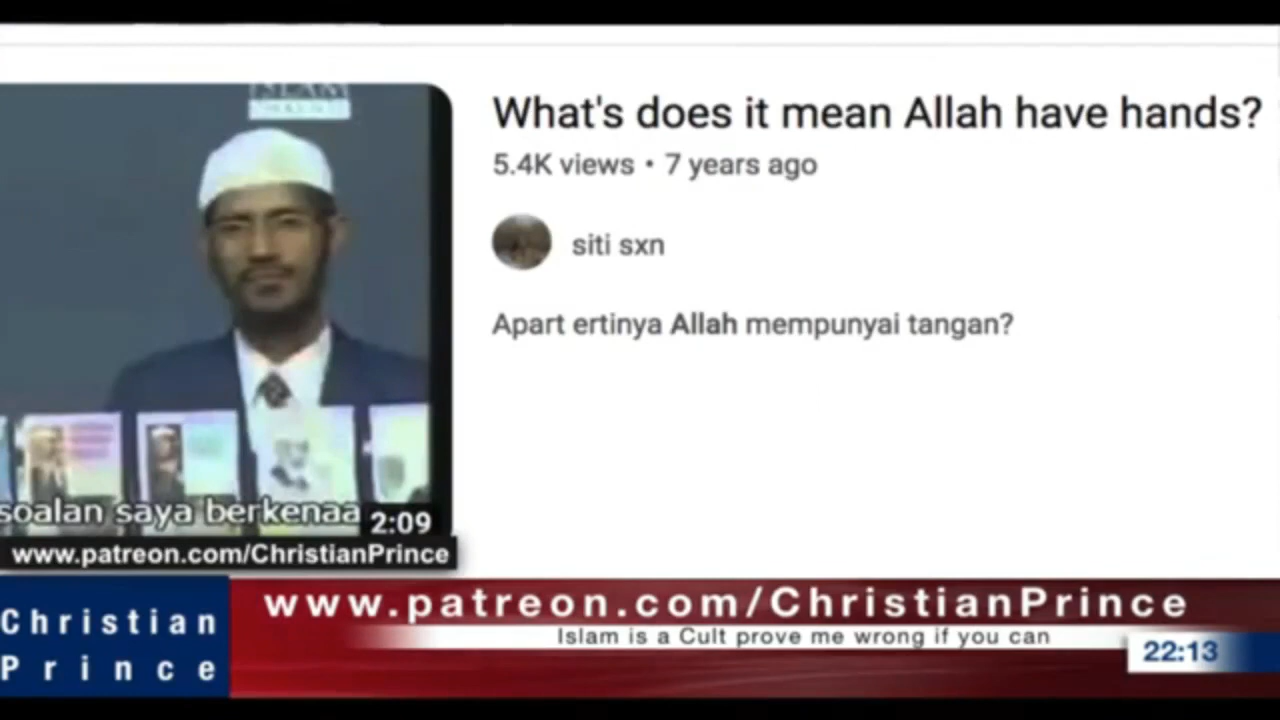 ISLAM
What's does it mean Allah have hands?
5.4K views • 7 years ago
siti sxn
Apart ertinya Allah mempunyai tangan?
soalan saya berkenaa
2:09
www.patreon.com/ChristianPrince
Christian
Prince
www.patreon.com/ChristianPrince
Islam is a Cult prove me wrong if you can
22:13